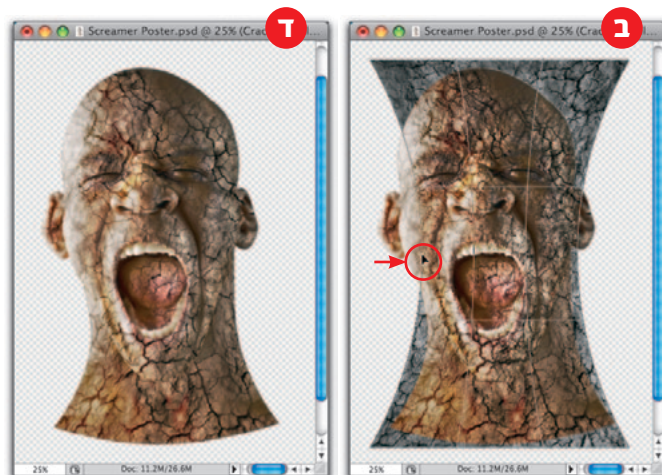 ד
Screamer Poster.psd @ 25% (Crac
25%
Doc: 11.2M/26.6M
ב
Screamer Poster.psd @ 25% (Crac
25%
Doc: 11.2M/26.6M